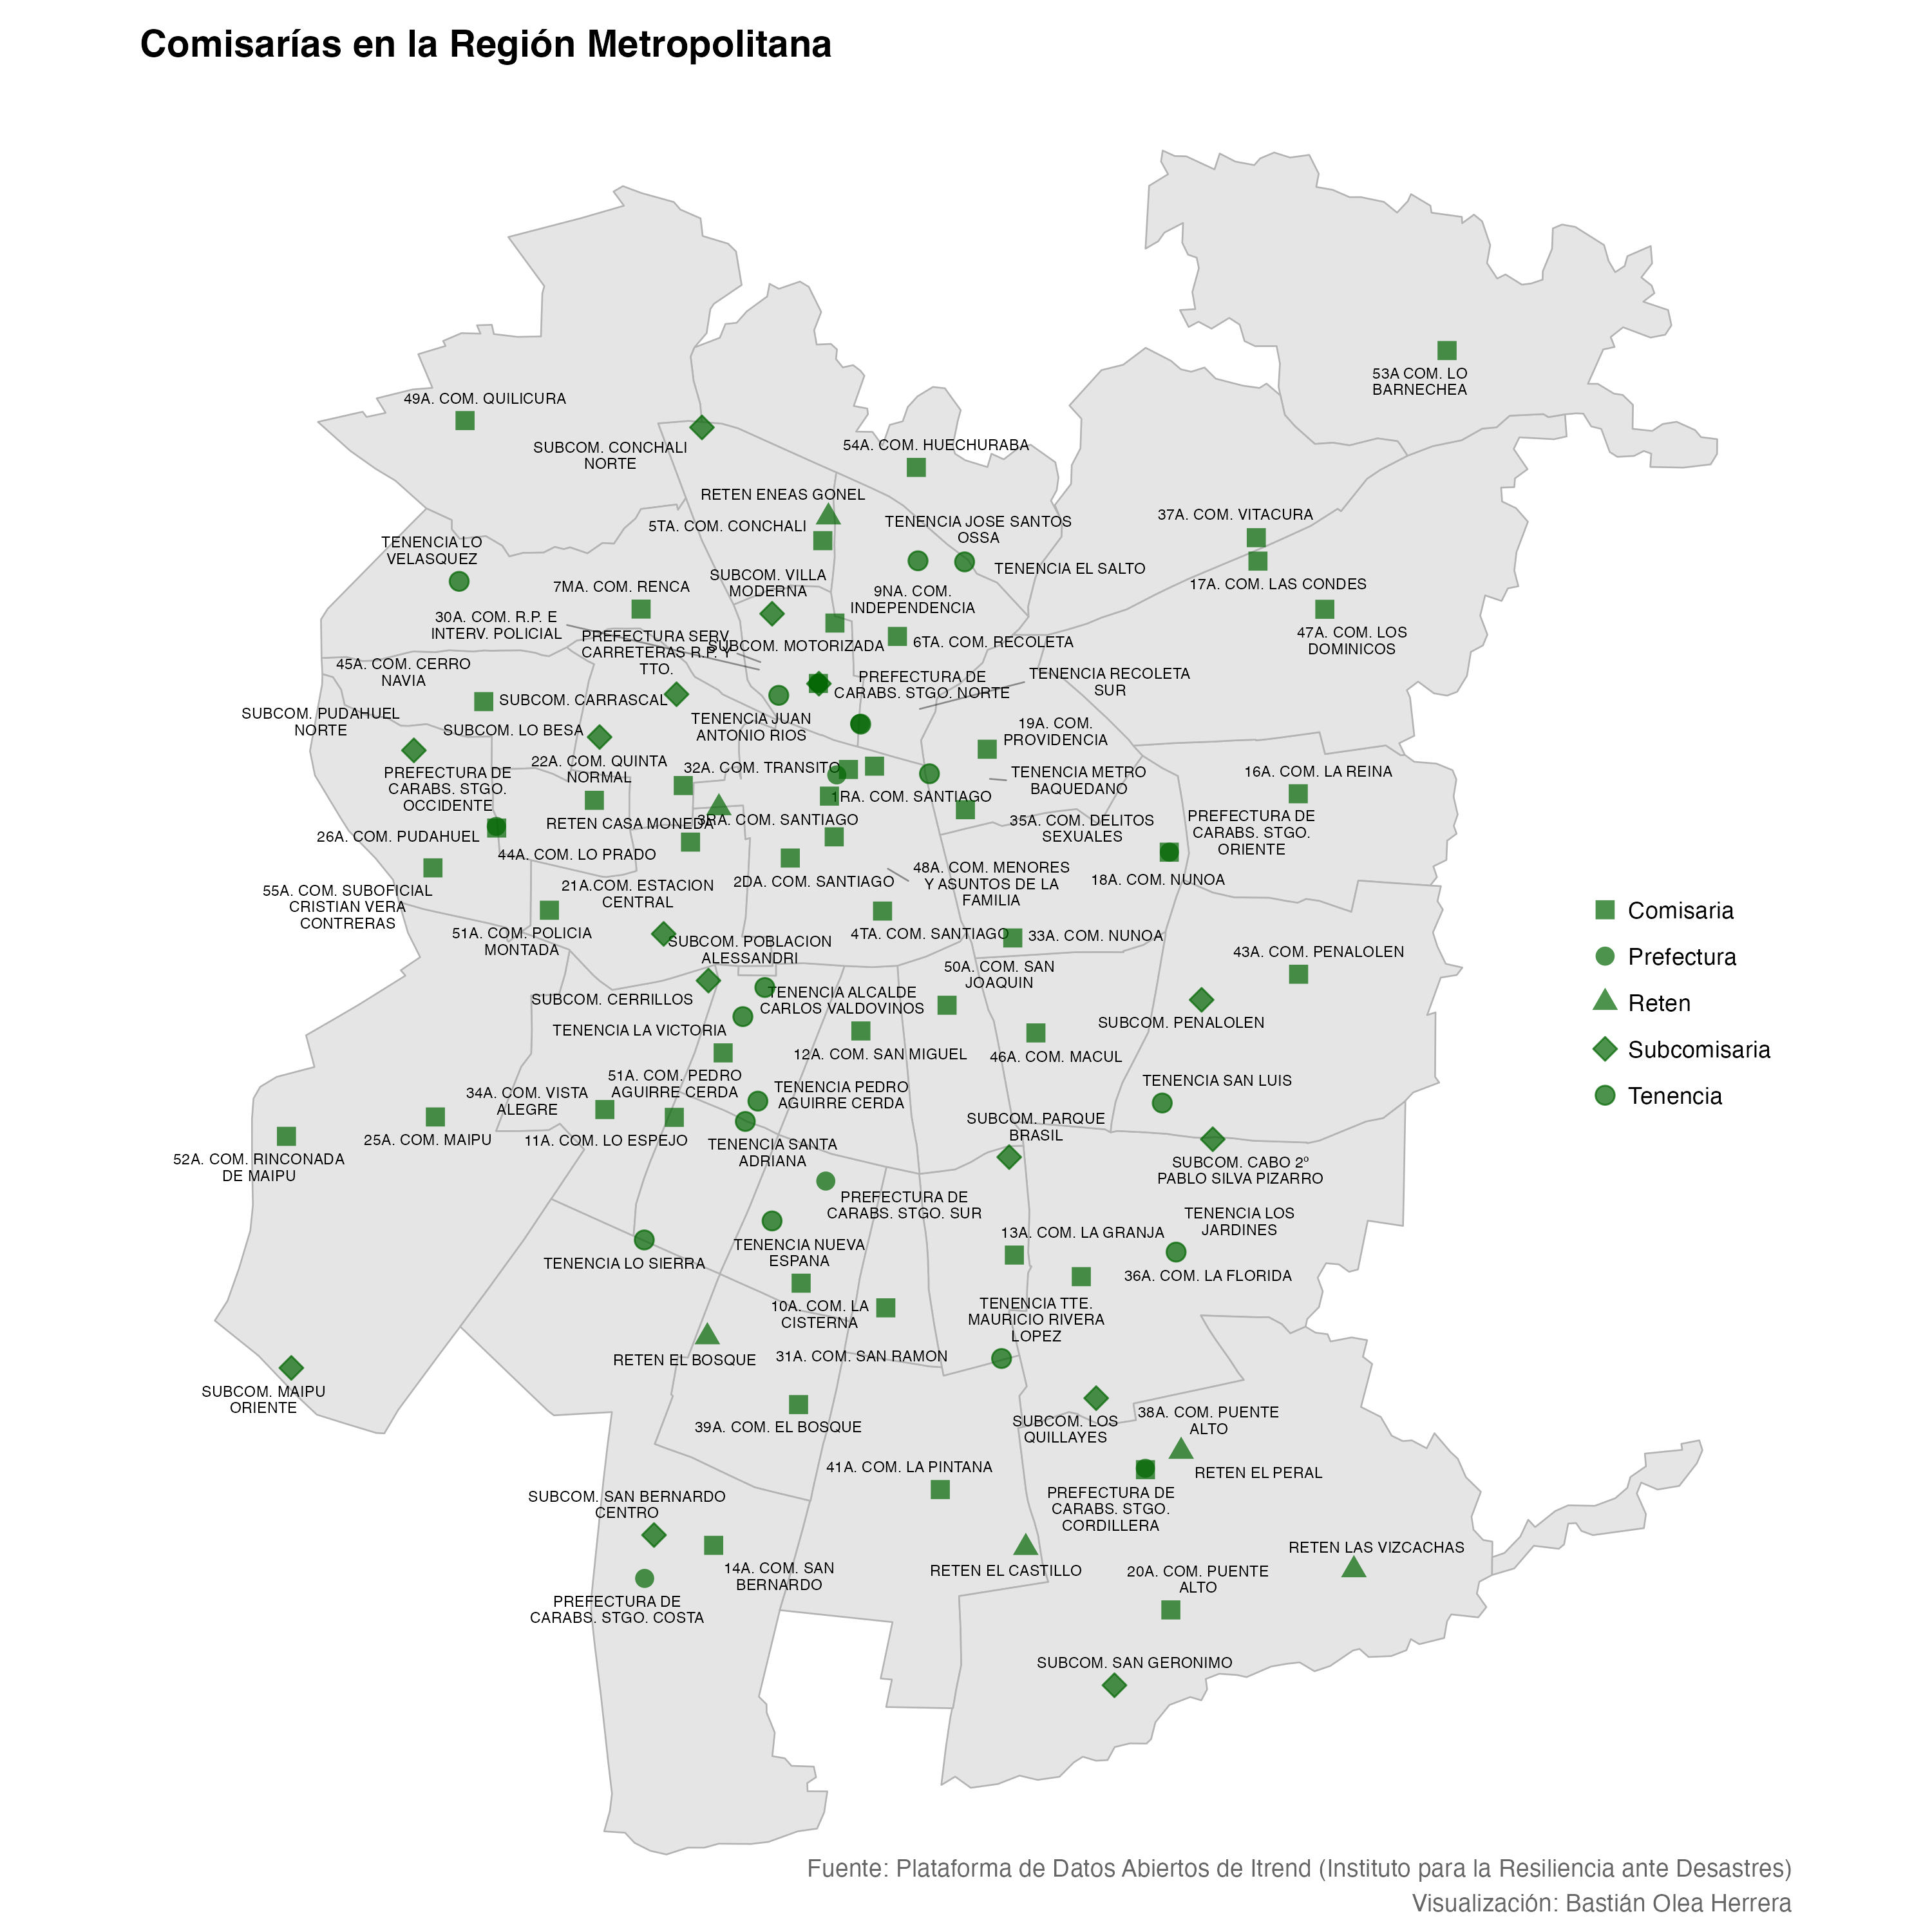 Comisarías en la Región Metropolitana
53A COM. LO
BARNECHEA
49A. COM. QUILICURA
SUBCOM. CONCHALI
NORTE
54A. COM. HUECHURABA
RETEN ENEAS GONEL
5TA. COM. CONCHALI
TENENCIA JOSE SANTOS
OSSA
37A. COM. VITACURA
TENENCIA LO
VELASQUEZ
TENENCIA EL SALTO
7MA. COM. RENCA
SUBCOM. VILLA
MODERNA
17A. COM. LAS CONDES
9NA. COM.
INDEPENDENCIA
30A. COM. R.P. E
INTERV. POLICIAL
PREFECTURA SERV.
CARRETERAS R.P. Y
TTO.
SUBCOM. MOTORIZADA
6TA. COM. RECOLETA
47A. COM. LOS
DOMINICOS
45A. COM. CERRO
NAVIA
PREFECTURA DE
CARABS. STGO. NORTE
TENENCIA RECOLETA
SUR
SUBCOM. CARRASCAL
SUBCOM. PUDAHUEL
NORTE
SUBCOM. LO BESA
TENENCIA JUAN
ANTONIO RIOS
19A. COM.
PROVIDENCIA
22A. COM. QUINTA
NORMAL
32A. COM. TRANSITO
PREFECTURA DE
CARABS. STGO.
OCCIDENTE
TENENCIA METRO
BAQUEDANO
16A. COM. LA REINA
1RA. COM. SANTIAGO
RETEN CASA MONEDA
3RA. COM. SANTIAGO
35A. COM. DELITOS
SEXUALES
PREFECTURA DE
CARABS. STGO.
ORIENTE
26A. COM. PUDAHUEL
44A. COM. LO PRADO
2DA. COM. SANTIAGO
48A. COM. MENORES
Y ASUNTOS DE LA
FAMILIA
18A. COM. NUNOA
55A. COM. SUBOFICIAL
CRISTIAN VERA
CONTRERAS
21A.COM. ESTACION
CENTRAL
51A. COM. POLICIA
MONTADA
4TA. COM. SANTIAGO
33A. COM. NUNOA
SUBCOM. POBLACION
ALESSANDRI
43A. COM. PENALOLEN
50A. COM. SAN
JOAQUIN
SUBCOM. CERRILLOS
TENENCIA ALCALDE
CARLOS VALDOVINOS
SUBCOM. PENALOLEN
TENENCIA LA VICTORIA
12A. COM. SAN MIGUEL
46A. COM. MACUL
51A. COM. PEDRO
AGUIRRE CERDA
TENENCIA PEDRO
AGUIRRE CERDA
TENENCIA SAN LUIS
34A. COM. VISTA
ALEGRE
SUBCOM. PARQUE
BRASIL
25A. COM. MAIPU
11A. COM. LO ESPEJO
TENENCIA SANTA
ADRIANA
52A. COM. RINCONADA
DE MAIPU
SUBCOM. CABO 2º
PABLO SILVA PIZARRO
PREFECTURA DE
CARABS. STGO. SUR
TENENCIA LOS
JARDINES
13A. COM. LA GRANJA
TENENCIA NUEVA
ESPANA
TENENCIA LO SIERRA
36A. COM. LA FLORIDA
10A. COM. LA
CISTERNA
TENENCIA TTE.
MAURICIO RIVERA
LOPEZ
RETEN EL BOSQUE
31A. COM. SAN RAMON
SUBCOM. MAIPU
ORIENTE
39A. COM. EL BOSQUE
SUBCOM. LOS
QUILLAYES
38A. COM. PUENTE
ALTO
41A. COM. LA PINTANA
RETEN EL PERAL
SUBCOM. SAN BERNARDO
CENTRO
PREFECTURA DE
CARABS. STGO.
CORDILLERA
RETEN LAS VIZCACHAS
14A. COM. SAN
BERNARDO
RETEN EL CASTILLO
20A. COM. PUENTE
ALTO
PREFECTURA DE
CARABS. STGO. COSTA
SUBCOM. SAN GERONIMO
Comisaria
Prefectura
Reten
Subcomisaria
Tenencia
Fuente: Plataforma de Datos Abiertos de Itrend (Instituto para la Resiliencia ante Desastres)
Visualización: Bastián Olea Herrera